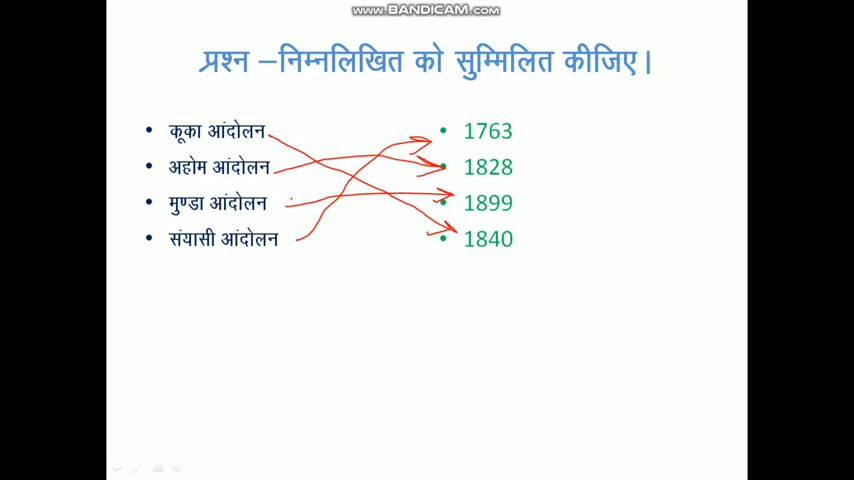 www.BANDICAM.com
प्रश्न –निम्नलिखित को सुम्मिलित कीजिए।
• कूका आंदोलन • 1763
• अहोम आंदोलन • 1828
• मुण्डा आंदोलन • 1899
• संयासी आंदोलन • 1840